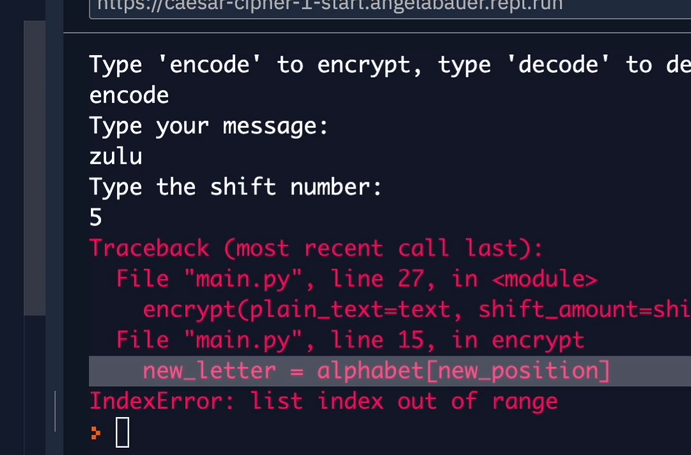 https://caesar-cipher-1-start.angelabauer.repl.run
Type 'encode' to encrypt, type 'decode' to de
encode
Type your message:
zulu
Type the shift number:
5
Traceback (most recent call last):
  File "main.py", line 27, in <module>
    encrypt(plain_text=text, shift_amount=shi
  File "main.py", line 15, in encrypt
    new_letter = alphabet[new_position]
IndexError: list index out of range